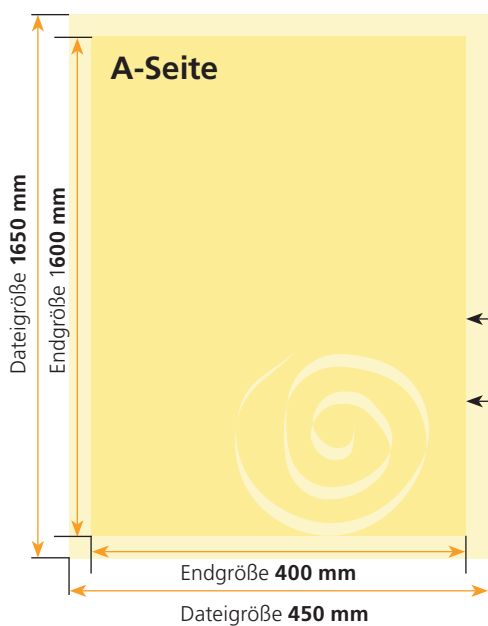 A-Seite
Dateigröße 1650 mm
Endgröße 1600 mm
Endgröße 400 mm
Dateigröße 450 mm